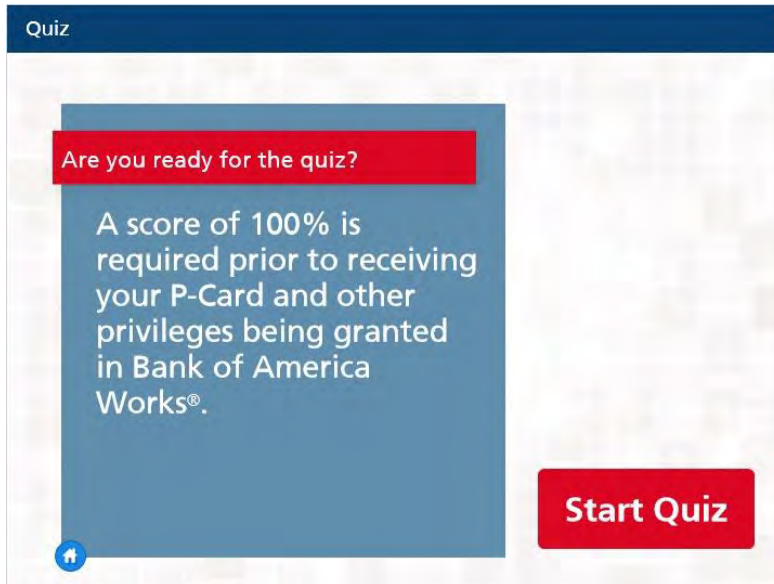 Quiz
Are you ready for the quiz?
A score of 100% is
required prior to receiving
your P-Card and other
privileges being granted
in Bank of America
Works®.
Start Quiz